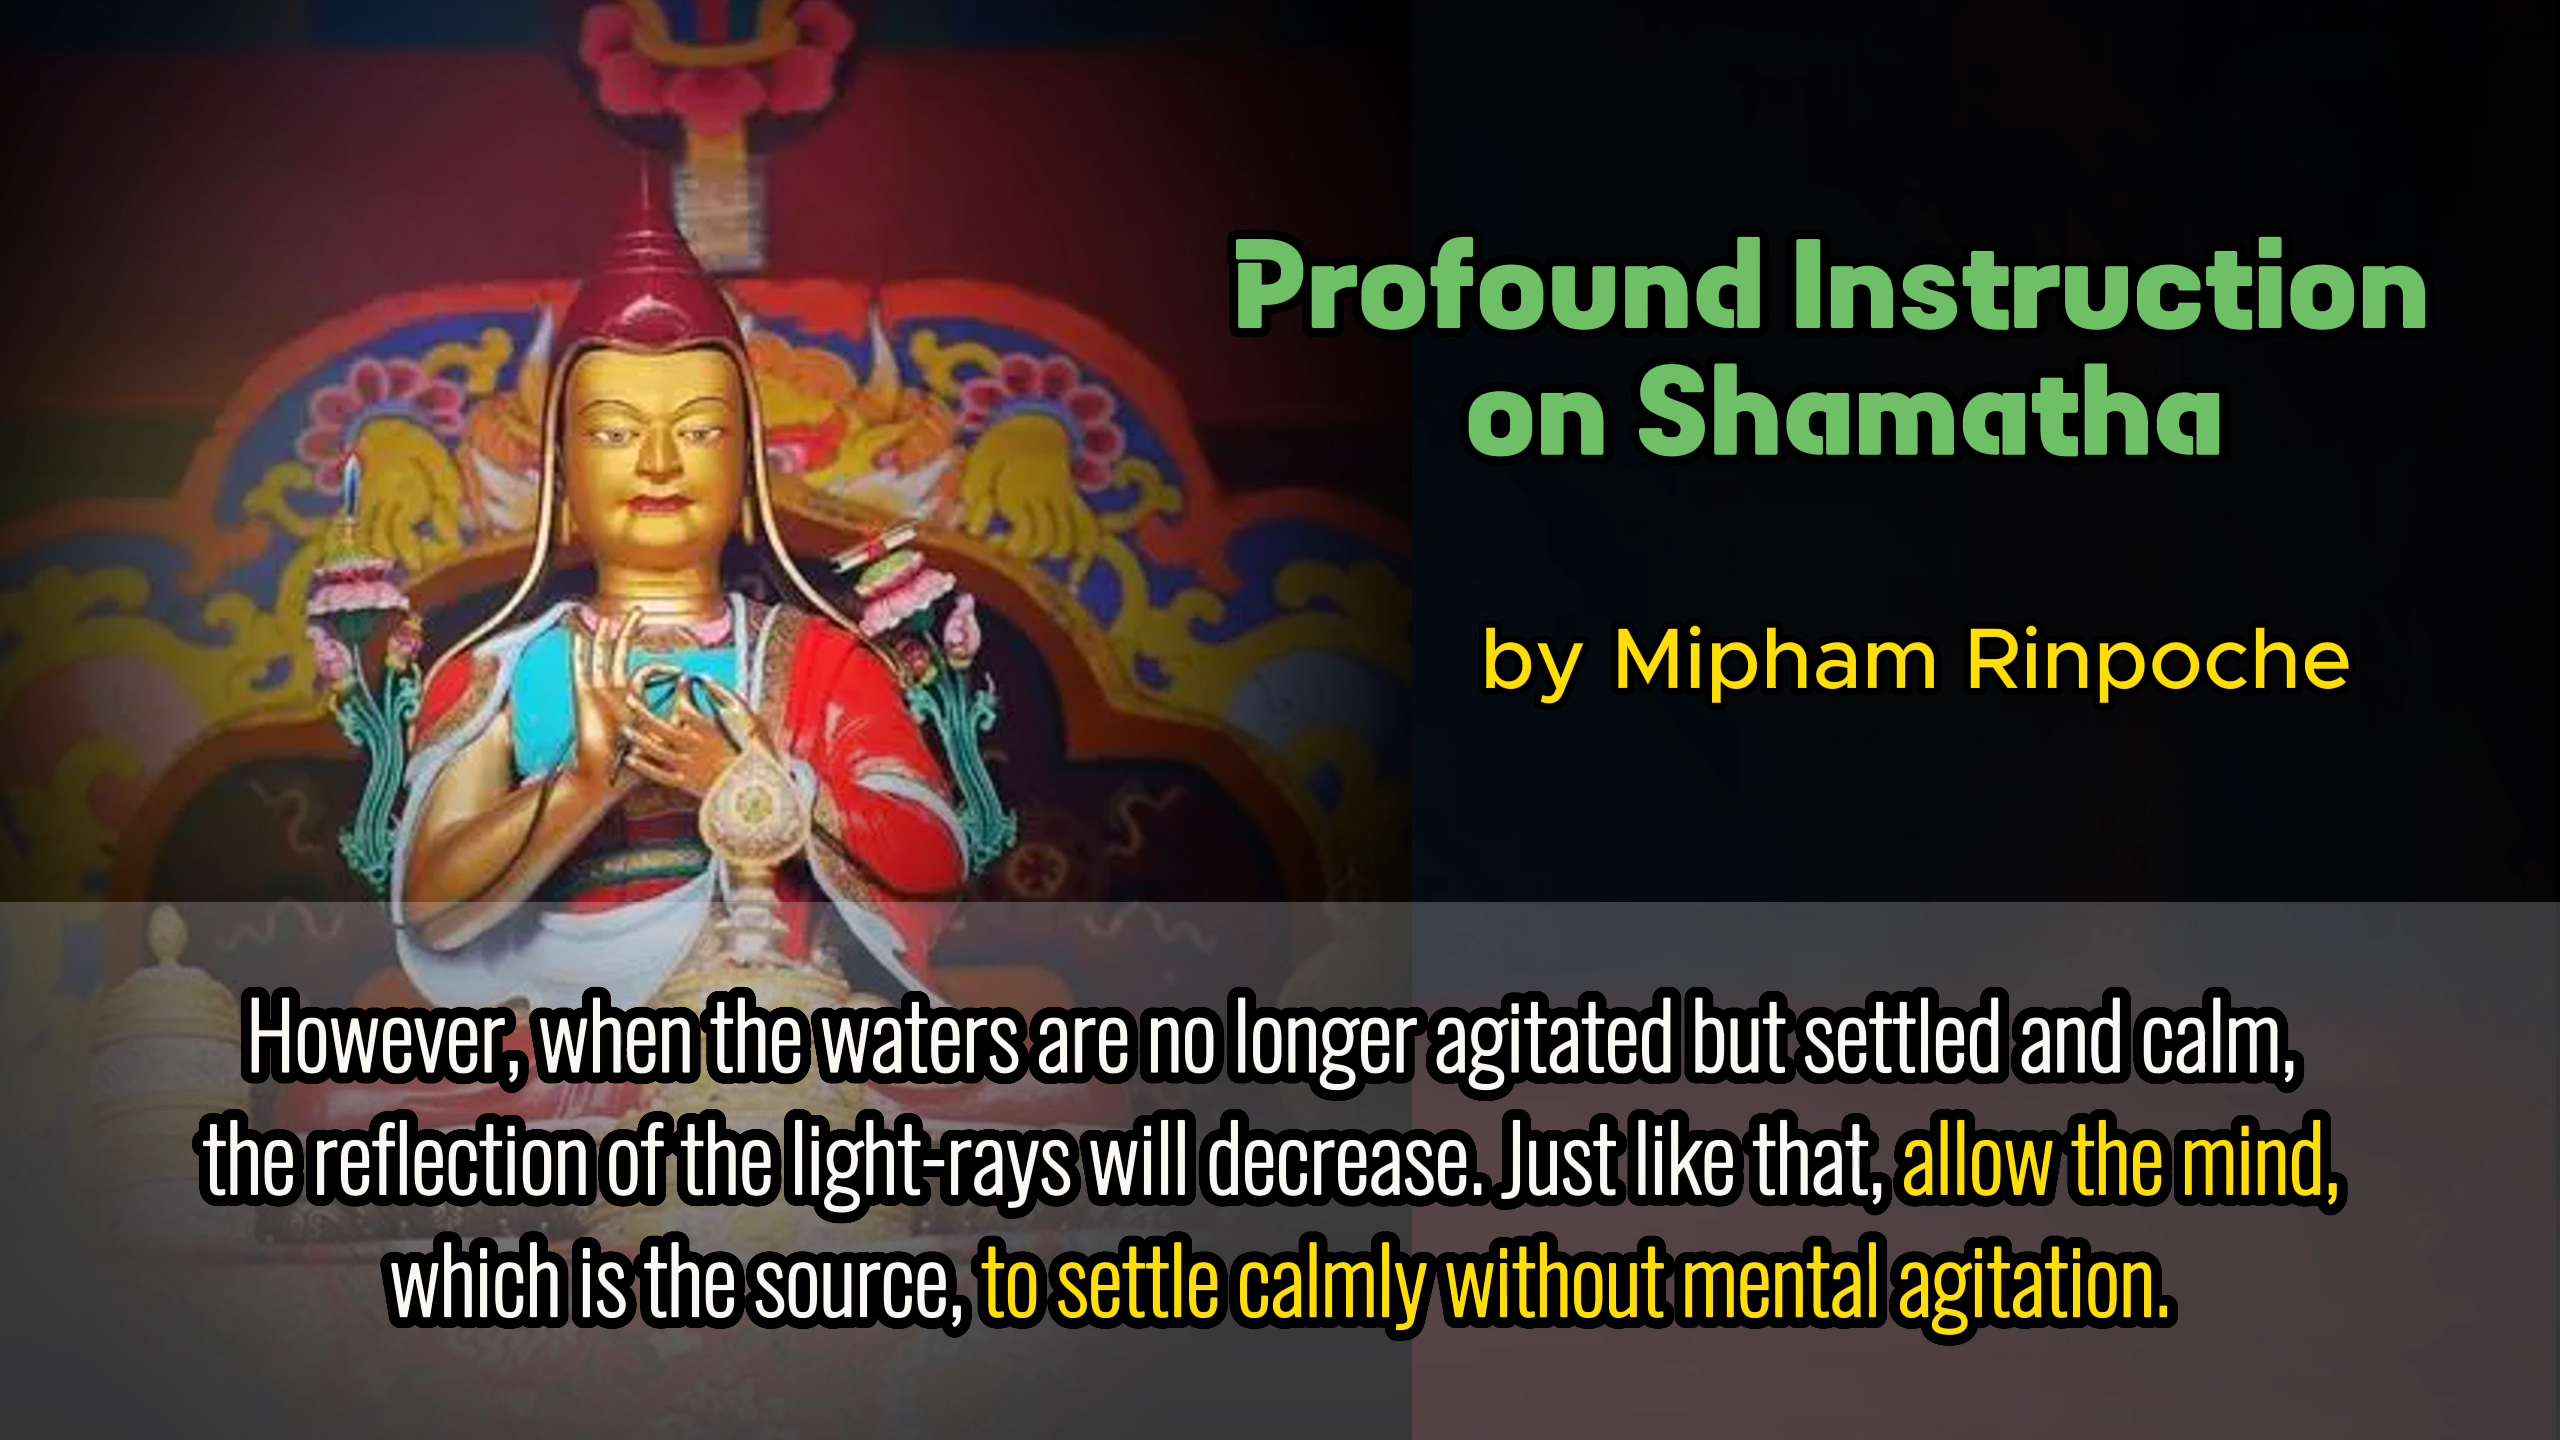 Profound Instruction
on Shamatha
by Mipham Rinpoche
However, when the waters are no longer agitated but settled and calm,
the reflection of the light-rays will decrease. Just like that, allow the mind,
which is the source, to settle calmly without mental agitation.